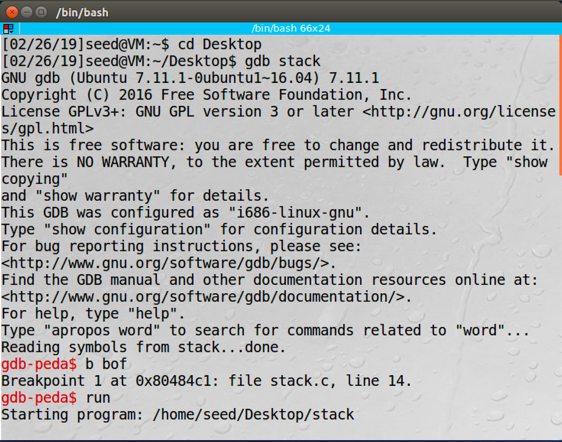 /bin/bash
/bin/bash 66x24
[02/26/19]seed@VM:~$ cd Desktop
[02/26/19]seed@VM:~/Desktop$ gdb stack
GNU gdb (Ubuntu 7.11.1-0ubuntu1~16.04) 7.11.1
Copyright (C) 2016 Free Software Foundation, Inc.
License GPLv3+: GNU GPL version 3 or later <http://gnu.org/license
s/gpl.html>
This is free software: you are free to change and redistribute it.
There is NO WARRANTY, to the extent permitted by law.  Type "show
copying"
and "show warranty" for details.
This GDB was configured as "i686-linux-gnu".
Type "show configuration" for configuration details.
For bug reporting instructions, please see:
<http://www.gnu.org/software/gdb/bugs/>.
Find the GDB manual and other documentation resources online at:
<http://www.gnu.org/software/gdb/documentation/>.
For help, type "help".
Type "apropos word" to search for commands related to "word"...
Reading symbols from stack...done.
gdb-peda$ b bof
Breakpoint 1 at 0x80484c1: file stack.c, line 14.
gdb-peda$ run
Starting program: /home/seed/Desktop/stack